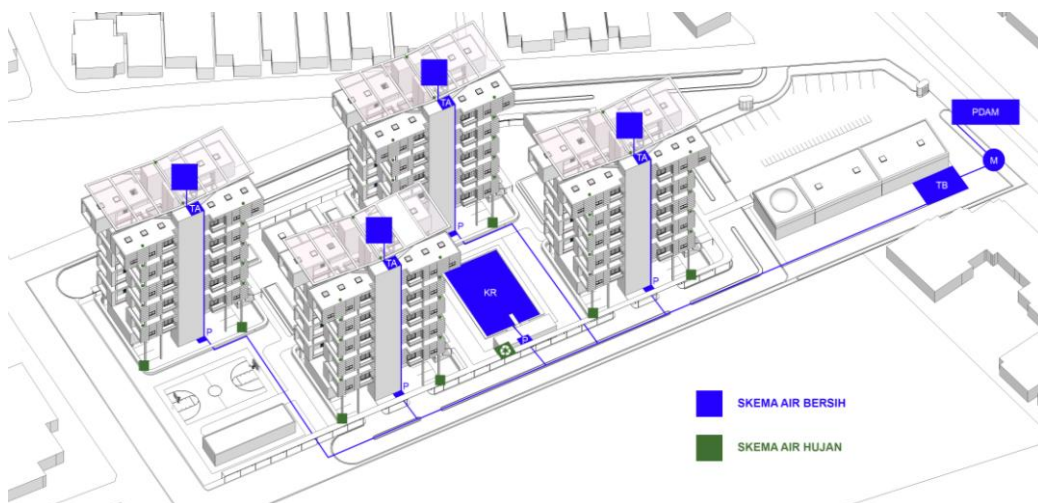 TA
PDAM
TA
M
TA
TB
TA
P
KR
P
P
P
P
SKEMA AIR BERSIH
SKEMA AIR HUJAN